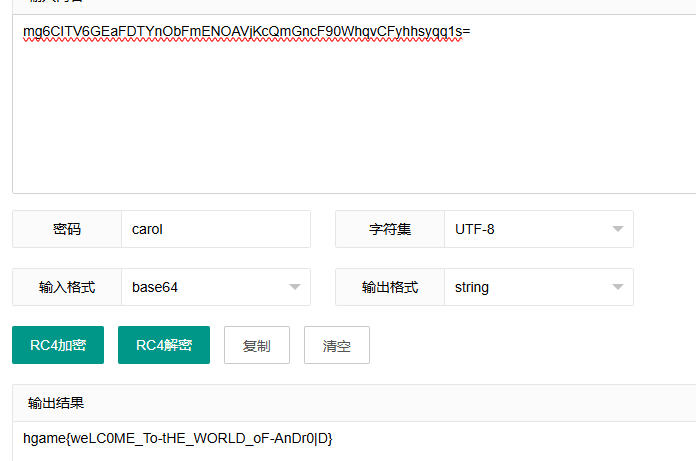 mg6CITV6GEaFDTYnObFmENOAVjKcQmGncF90WhqvCFyhhsyqq1s=
密码
carol
字符集
UTF-8
输入格式
base64
输出格式
string
RC4加密
RC4解密
复制
清空
输出结果
hgame{weLC0ME_To-tHE_WORLD_oF-AnDr0|D}